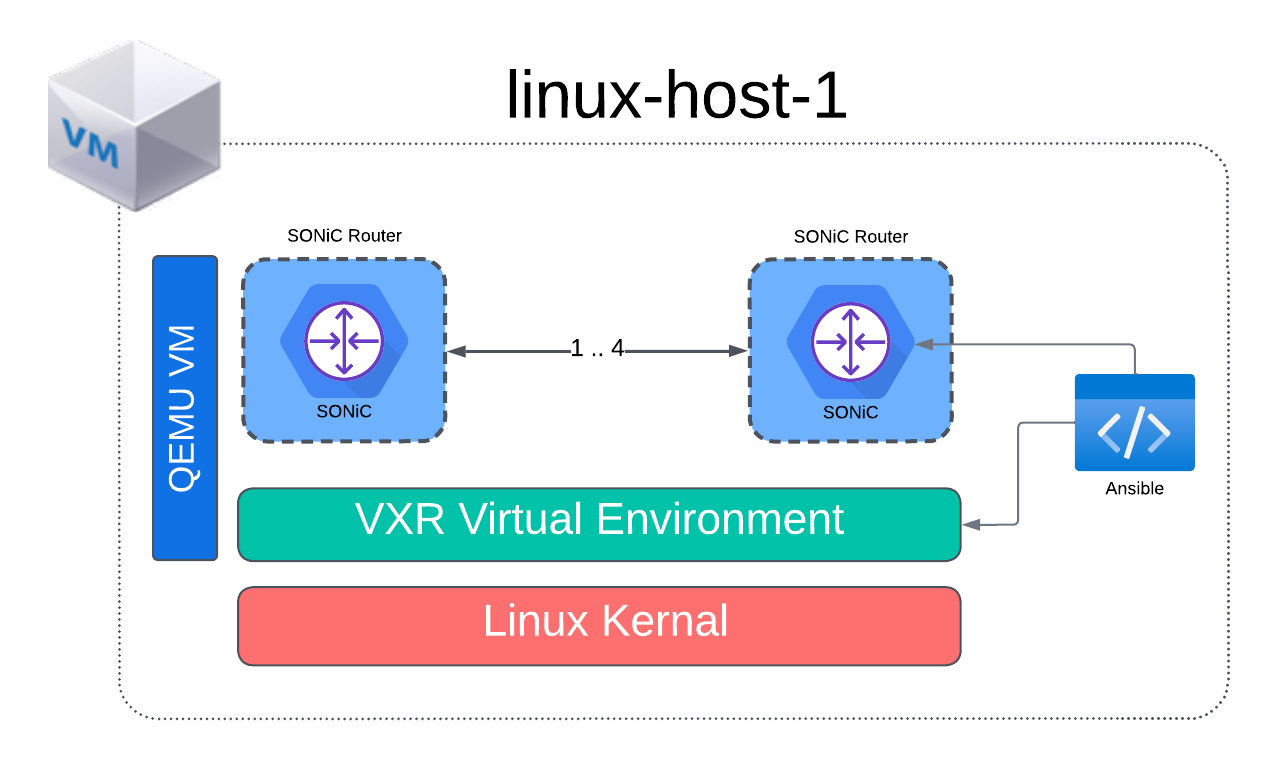 linux-host-1
VM
SONiC Router
SONiC Router
QEMU VM
1 .. 4
SONiC
SONiC
Ansible
VXR Virtual Environment
Linux Kernal